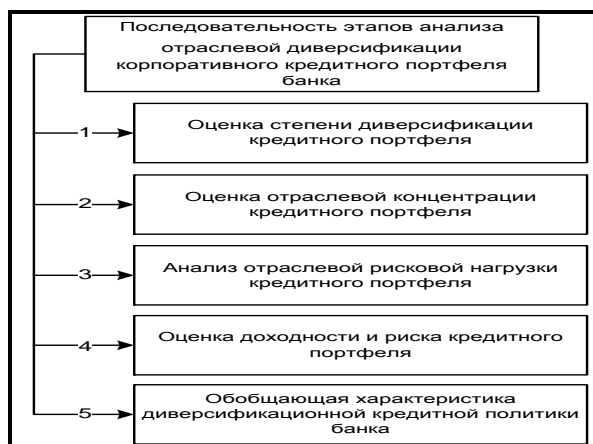 Последовательность этапов анализа
отраслевой диверсификации
корпоративного кредитного портфеля
банка
1
Оценка степени диверсификации
кредитного портфеля
2
Оценка отраслевой концентрации
кредитного портфеля
3
Анализ отраслевой рисковой нагрузки
кредитного портфеля
4
Оценка доходности и риска кредитного
портфеля
5
Обобщающая характеристика
диверсификационной кредитной политики
банка